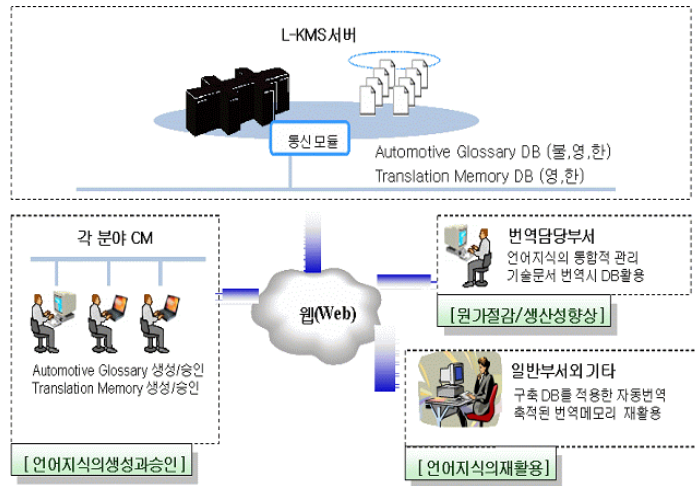 L-KMS서버
통신 모듈
Automotive Glossary DB (불,영,한)
Translation Memory DB (영,한)
각 분야 CM
Automotive Glossary 생성/승인
Translation Memory 생성/승인
[ 언어지식의생성과승인 ]
웹(Web)
번역담당부서
언어지식의 통합적 관리
기술문서 번역시 DB활용
[원가절감/생산성향상]
일반부서외기타
구축 DB를 적용한 자동번역
축적된 번역메모리 재활용
[ 언어지식의재활용]